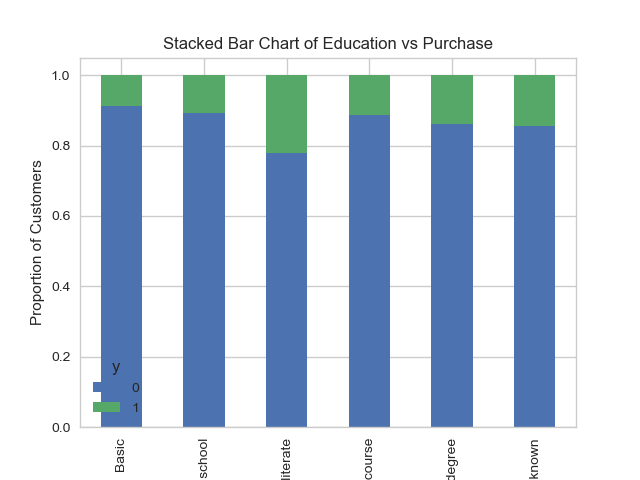 Stacked Bar Chart of Education vs Purchase
Proportion of Customers
1.0
0.8
0.6
0.4
0.2
0.0
y
0
1
Basic
school
literate
course
degree
known